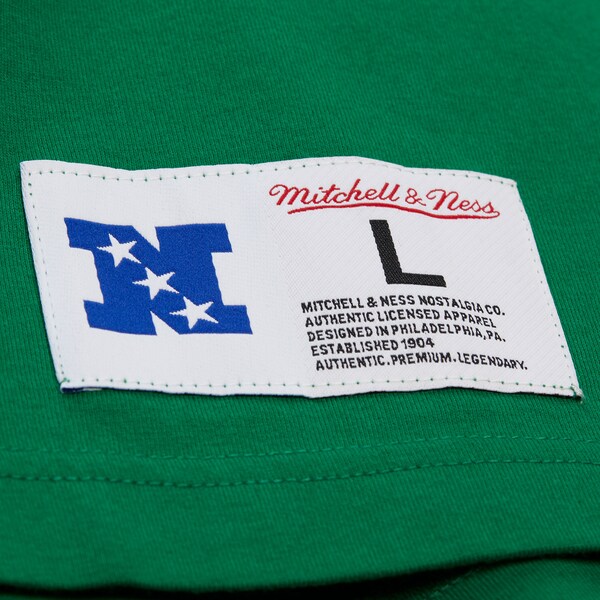 N
Mitchell & Ness
L
MITCHELL & NESS NOSTALGIA CO.
AUTHENTIC LICENSED APPAREL
DESIGNED IN PHILADELPHIA, PA.
ESTABLISHED 1904
AUTHENTIC.PREMIUM.LEGENDARY.